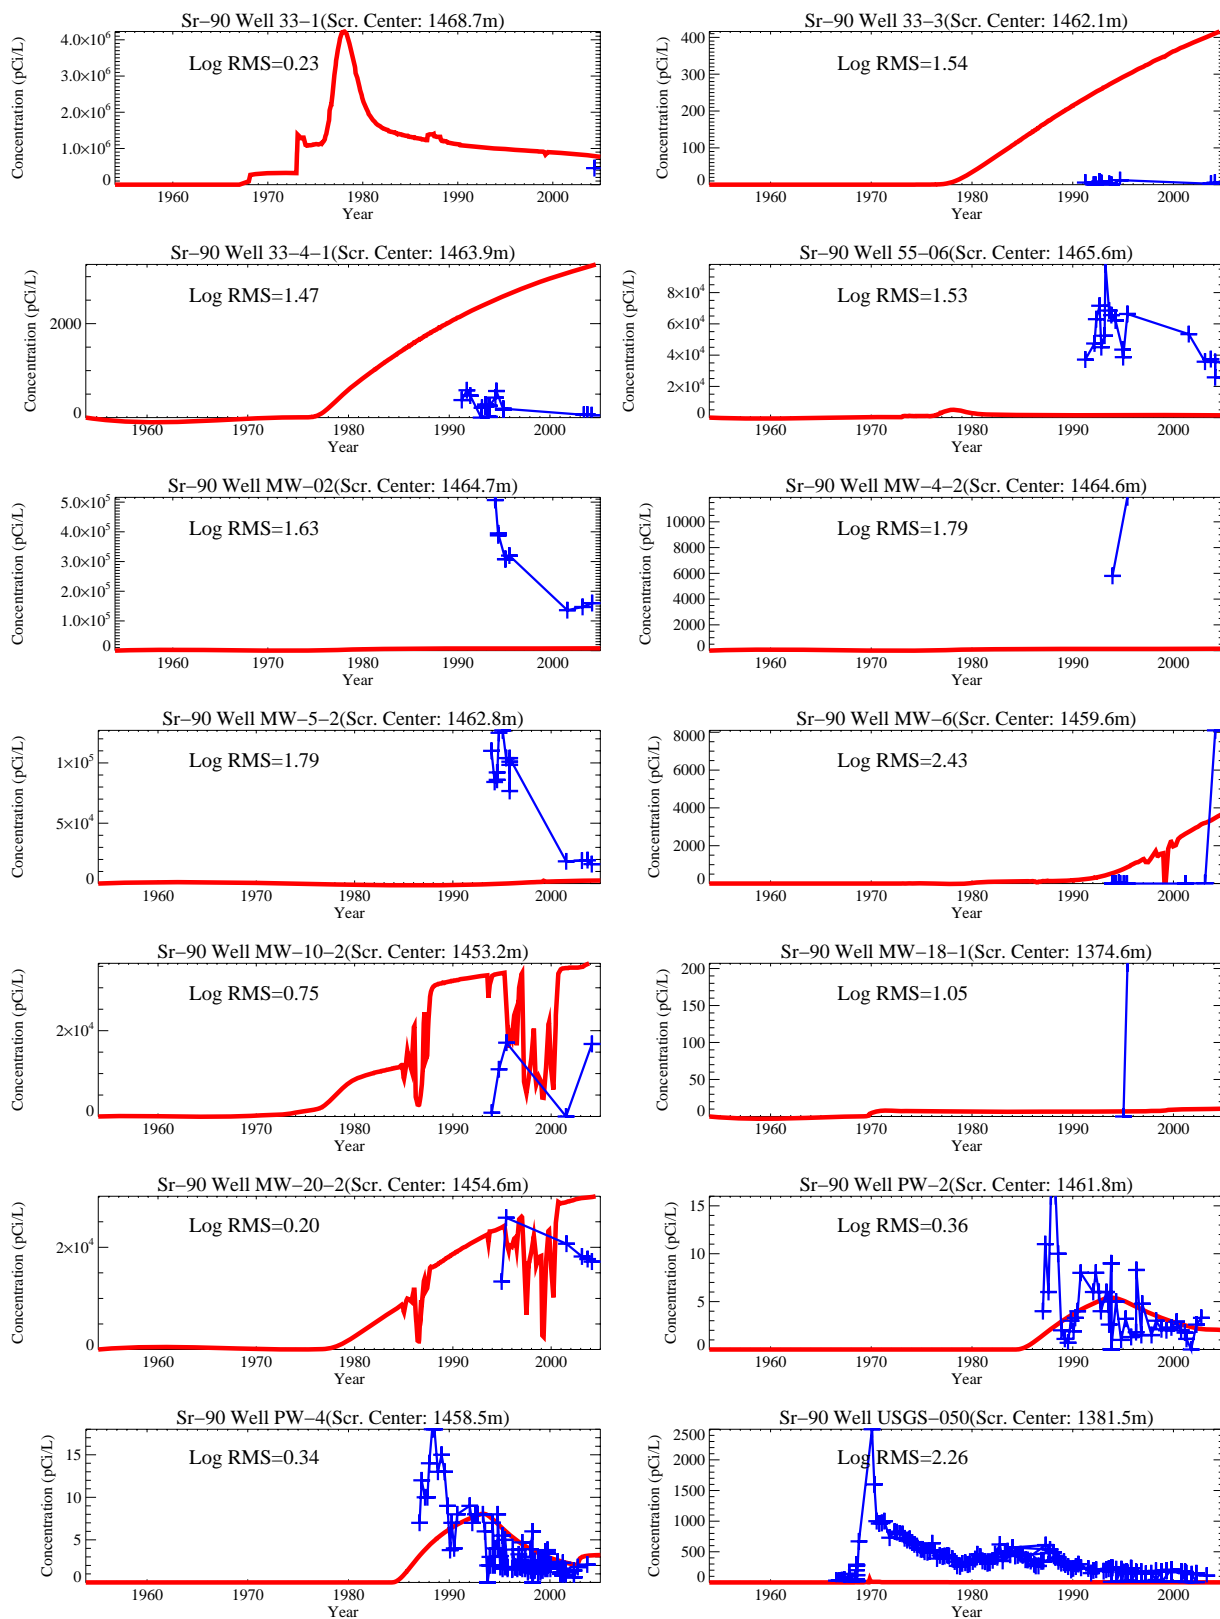 Sr−90 Well 33−1(Scr. Center: 1468.7m)
Log RMS=0.23
Concentration (pCi/L)
4.0×10⁶
3.0×10⁶
2.0×10⁶
1.0×10⁶
0
1960 1970 1980 1990 2000
Year
Sr−90 Well 33−3(Scr. Center: 1462.1m)
Log RMS=1.54
Concentration (pCi/L)
400
300
200
100
0
1960 1970 1980 1990 2000
Year
Sr−90 Well 33−4−1(Scr. Center: 1463.9m)
Log RMS=1.47
Concentration (pCi/L)
2000
0
1960 1970 1980 1990 2000
Year
Sr−90 Well 55−06(Scr. Center: 1465.6m)
Log RMS=1.53
Concentration (pCi/L)
8×10⁴
6×10⁴
4×10⁴
2×10⁴
0
1960 1970 1980 1990 2000
Year
Sr−90 Well MW−02(Scr. Center: 1464.7m)
Log RMS=1.63
Concentration (pCi/L)
5.0×10⁵
4.0×10⁵
3.0×10⁵
2.0×10⁵
1.0×10⁵
0
1960 1970 1980 1990 2000
Year
Sr−90 Well MW−4−2(Scr. Center: 1464.6m)
Log RMS=1.79
Concentration (pCi/L)
10000
8000
6000
4000
2000
0
1960 1970 1980 1990 2000
Year
Sr−90 Well MW−5−2(Scr. Center: 1462.8m)
Log RMS=1.79
Concentration (pCi/L)
1×10⁵
5×10⁴
0
1960 1970 1980 1990 2000
Year
Sr−90 Well MW−6(Scr. Center: 1459.6m)
Log RMS=2.43
Concentration (pCi/L)
8000
6000
4000
2000
0
1960 1970 1980 1990 2000
Year
Sr−90 Well MW−10−2(Scr. Center: 1453.2m)
Log RMS=0.75
Concentration (pCi/L)
2×10⁴
0
1960 1970 1980 1990 2000
Year
Sr−90 Well MW−18−1(Scr. Center: 1374.6m)
Log RMS=1.05
Concentration (pCi/L)
200
150
100
50
0
1960 1970 1980 1990 2000
Year
Sr−90 Well MW−20−2(Scr. Center: 1454.6m)
Log RMS=0.20
Concentration (pCi/L)
2×10⁴
0
1960 1970 1980 1990 2000
Year
Sr−90 Well PW−2(Scr. Center: 1461.8m)
Log RMS=0.36
Concentration (pCi/L)
15
10
5
0
1960 1970 1980 1990 2000
Year
Sr−90 Well PW−4(Scr. Center: 1458.5m)
Log RMS=0.34
Concentration (pCi/L)
15
10
5
0
1960 1970 1980 1990 2000
Year
Sr−90 Well USGS−050(Scr. Center: 1381.5m)
Log RMS=2.26
Concentration (pCi/L)
2500
2000
1500
1000
500
0
1960 1970 1980 1990 2000
Year